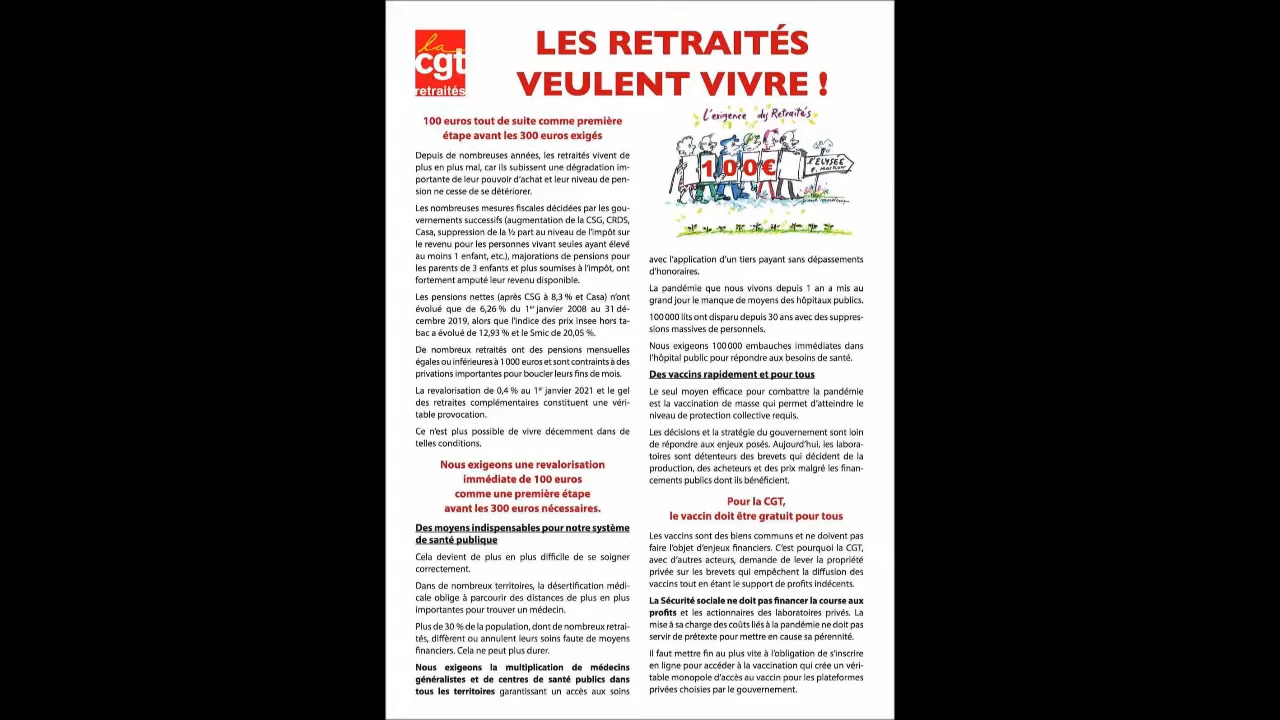 la
cgt
retraités
LES RETRAITÉS
VEULENT VIVRE !
100 euros tout de suite comme première
étape avant les 300 euros exigés
Depuis de nombreuses années, les retraités vivent de
plus en plus mal, car ils subissent une dégradation im-
portante de leur pouvoir d'achat et leur niveau de pen-
sion ne cesse de se détériorer.
Les nombreuses mesures fiscales décidées par les gou-
vernements successifs (augmentation de la CSG, CRDS,
Casa, suppression de la ½ part au niveau de l'impôt sur
le revenu pour les personnes vivant seules ayant élevé
au moins 1 enfant, etc.), majorations de pensions pour
les parents de 3 enfants et plus soumises à l'impôt, ont
fortement amputé leur revenu disponible.
Les pensions nettes (après CSG à 8,3 % et Casa) n'ont
évolué que de 6,26 % du 1er janvier 2008 au 31 dé-
cembre 2019, alors que l'indice des prix Insee hors ta-
bac a évolué de 12,93 % et le Smic de 20,05 %.
De nombreux retraités ont des pensions mensuelles
égales ou inférieures à 1 000 euros et sont contraints à des
privations importantes pour boucler leurs fins de mois.
La revalorisation de 0,4 % au 1er janvier 2021 et le gel
des retraites complémentaires constituent une véri-
table provocation.
Ce n'est plus possible de vivre décemment dans de
telles conditions.
Nous exigeons une revalorisation
immédiate de 100 euros
comme une première étape
avant les 300 euros nécessaires.
Des moyens indispensables pour notre système
de santé publique
Cela devient de plus en plus difficile de se soigner
correctement.
Dans de nombreux territoires, la désertification médi-
cale oblige à parcourir des distances de plus en plus
importantes pour trouver un médecin.
Plus de 30 % de la population, dont de nombreux retrai-
tés, diffèrent ou annulent leurs soins faute de moyens
financiers. Cela ne peut plus durer.
Nous exigeons la multiplication de médecins
généralistes et de centres de santé publics dans
tous les territoires garantissant un accès aux soins
L'exigence des Retraités
100€
L'ELYSEE
E. macron
avec l'application d'un tiers payant sans dépassements
d'honoraires.
La pandémie que nous vivons depuis 1 an a mis au
grand jour le manque de moyens des hôpitaux publics.
100 000 lits ont disparu depuis 30 ans avec des suppres-
sions massives de personnels.
Nous exigeons 100 000 embauches immédiates dans
l'hôpital public pour répondre aux besoins de santé.
Des vaccins rapidement et pour tous
Le seul moyen efficace pour combattre la pandémie
est la vaccination de masse qui permet d'atteindre le
niveau de protection collective requis.
Les décisions et la stratégie du gouvernement sont loin
de répondre aux enjeux posés. Aujourd'hui, les labora-
toires sont détenteurs des brevets qui décident de la
production, des acheteurs et des prix malgré les finan-
cements publics dont ils bénéficient.
Pour la CGT,
le vaccin doit être gratuit pour tous
Les vaccins sont des biens communs et ne doivent pas
faire l'objet d'enjeux financiers. C'est pourquoi la CGT,
avec d'autres acteurs, demande de lever la propriété
privée sur les brevets qui empêchent la diffusion des
vaccins tout en étant le support de profits indécents.
La Sécurité sociale ne doit pas financer la course aux
profits et les actionnaires des laboratoires privés. La
mise à sa charge des coûts liés à la pandémie ne doit pas
servir de prétexte pour mettre en cause sa pérennité.
Il faut mettre fin au plus vite à l'obligation de s'inscrire
en ligne pour accéder à la vaccination qui crée un véri-
table monopole d'accès au vaccin pour les plateformes
privées choisies par le gouvernement.